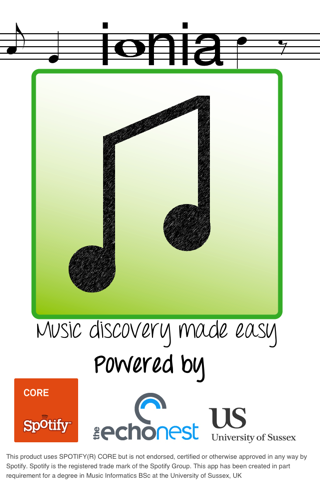 ionia
Music discovery made easy
Powered by
CORE
Spotify
the echonest
US
University of Sussex
This product uses SPOTIFY(R) CORE but is not endorsed, certified or otherwise approved in any way by
Spotify. Spotify is the registered trade mark of the Spotify Group. This app has been created in part
requirement for a degree in Music Informatics BSc at the University of Sussex, UK